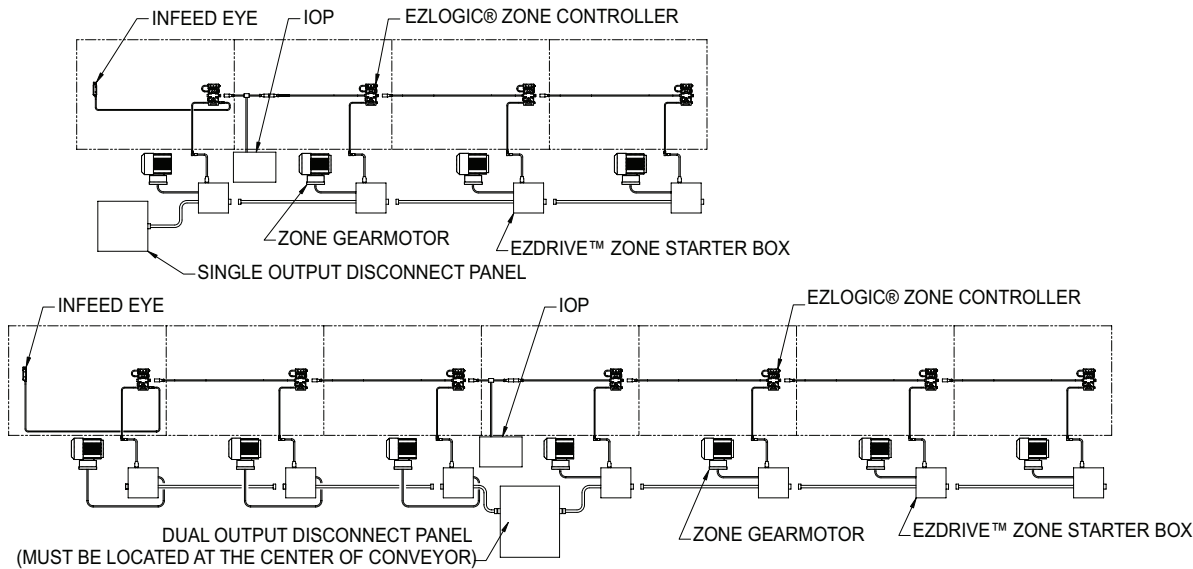 INFEED EYE
IOP
EZLOGIC® ZONE CONTROLLER
ZONE GEARMOTOR
EZDRIVE™ ZONE STARTER BOX
SINGLE OUTPUT DISCONNECT PANEL
INFEED EYE
IOP
EZLOGIC® ZONE CONTROLLER
DUAL OUTPUT DISCONNECT PANEL
(MUST BE LOCATED AT THE CENTER OF CONVEYOR)
ZONE GEARMOTOR
EZDRIVE™ ZONE STARTER BOX